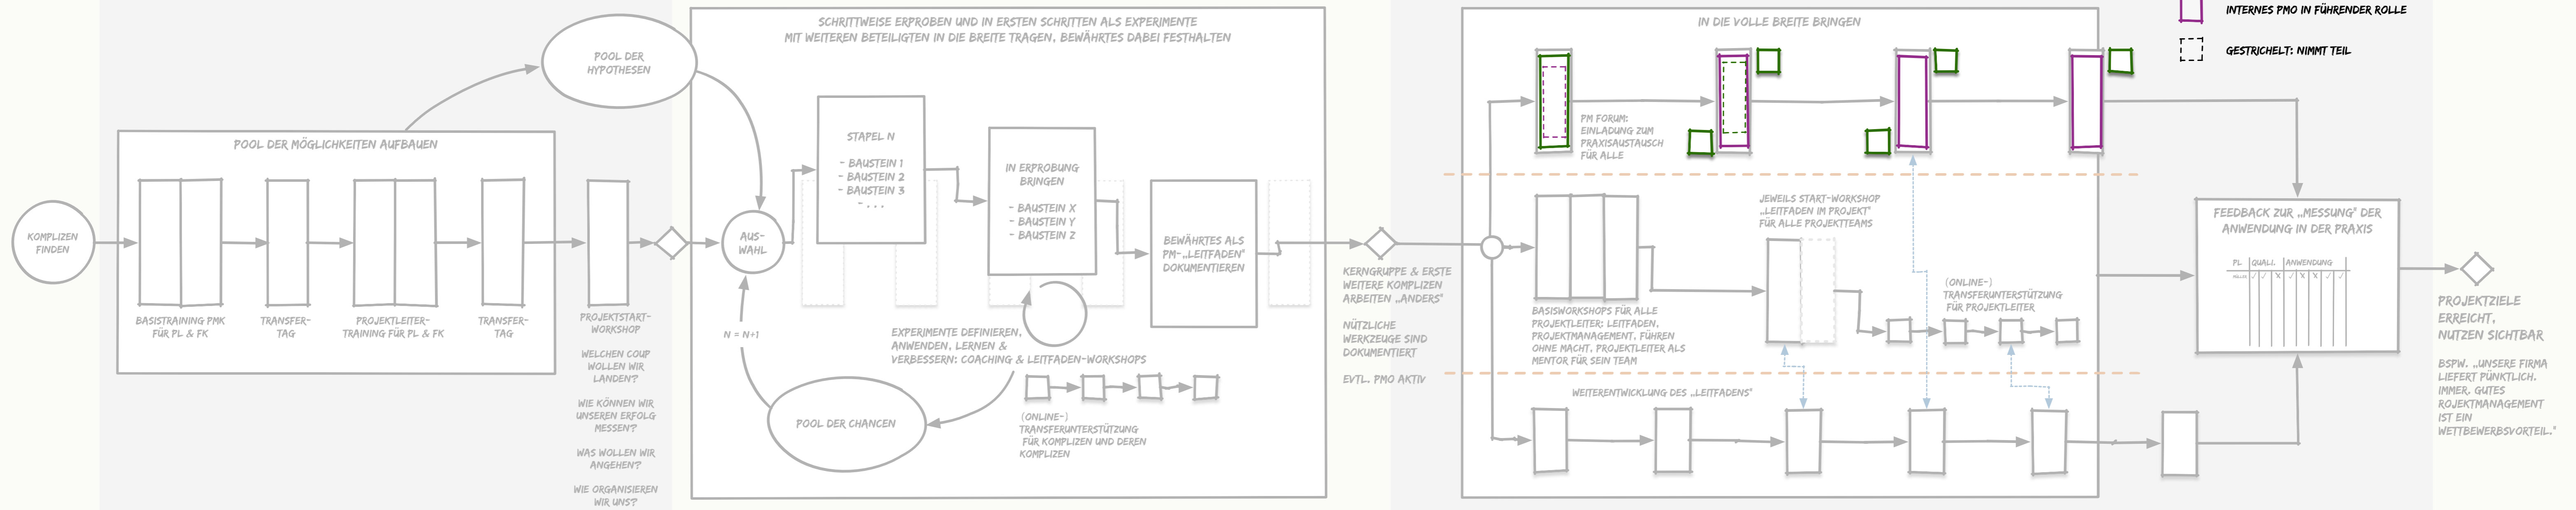 KOMPLIZEN
FINDEN
POOL DER MÖGLICHKEITEN AUFBAUEN
BASISTRAINING PMK
FÜR PL & FK
TRANSFER-
TAG
PROJEKTLEITER-
TRAINING FÜR PL & FK
TRANSFER-
TAG
POOL DER
HYPOTHESEN
PROJEKTSTART-
WORKSHOP
WELCHEN COUP
WOLLEN WIR
LANDEN?
WIE KÖNNEN WIR
UNSEREN ERFOLG
MESSEN?
WAS WOLLEN WIR
ANGEHEN?
WIE ORGANISIEREN
WIR UNS?
SCHRITTWEISE ERPROBEN UND IN ERSTEN SCHRITTEN ALS EXPERIMENTE
MIT WEITEREN BETEILIGTEN IN DIE BREITE TRAGEN, BEWÄHRTES DABEI FESTHALTEN
AUS-
WAHL
N = N+1
STAPEL N
- BAUSTEIN 1
- BAUSTEIN 2
- BAUSTEIN 3
- . . .
IN ERPROBUNG
BRINGEN
- BAUSTEIN X
- BAUSTEIN Y
- BAUSTEIN Z
BEWÄHRTES ALS
PM-„LEITFADEN"
DOKUMENTIEREN
EXPERIMENTE DEFINIEREN,
ANWENDEN, LERNEN &
VERBESSERN: COACHING & LEITFADEN-WORKSHOPS
POOL DER CHANCEN
(ONLINE-)
TRANSFERUNTERSTÜTZUNG
FÜR KOMPLIZEN UND DEREN
KOMPLIZEN
KERNGRUPPE & ERSTE
WEITERE KOMPLIZEN
ARBEITEN „ANDERS"
NÜTZLICHE
WERKZEUGE SIND
DOKUMENTIERT
EVTL. PMO AKTIV
IN DIE VOLLE BREITE BRINGEN
PM FORUM:
EINLADUNG ZUM
PRAXISAUSTAUSCH
FÜR ALLE
BASISWORKSHOPS FÜR ALLE
PROJEKTLEITER: LEITFADEN,
PROJEKTMANAGEMENT, FÜHREN
OHNE MACHT, PROJEKTLEITER ALS
MENTOR FÜR SEIN TEAM
JEWEILS START-WORKSHOP
„LEITFADEN IM PROJEKT"
FÜR ALLE PROJEKTTEAMS
(ONLINE-)
TRANSFERUNTERSTÜTZUNG
FÜR PROJEKTLEITER
WEITERENTWICKLUNG DES „LEITFADENS"
INTERNES PMO IN FÜHRENDER ROLLE
GESTRICHELT: NIMMT TEIL
FEEDBACK ZUR „MESSUNG" DER
ANWENDUNG IN DER PRAXIS
PL QUALI. ANWENDUNG
PROJEKTZIELE
ERREICHT,
NUTZEN SICHTBAR
BSPW. „UNSERE FIRMA
LIEFERT PÜNKTLICH.
IMMER. GUTES
ROJEKTMANAGEMENT
IST EIN
WETTBEWERBSVORTEIL."